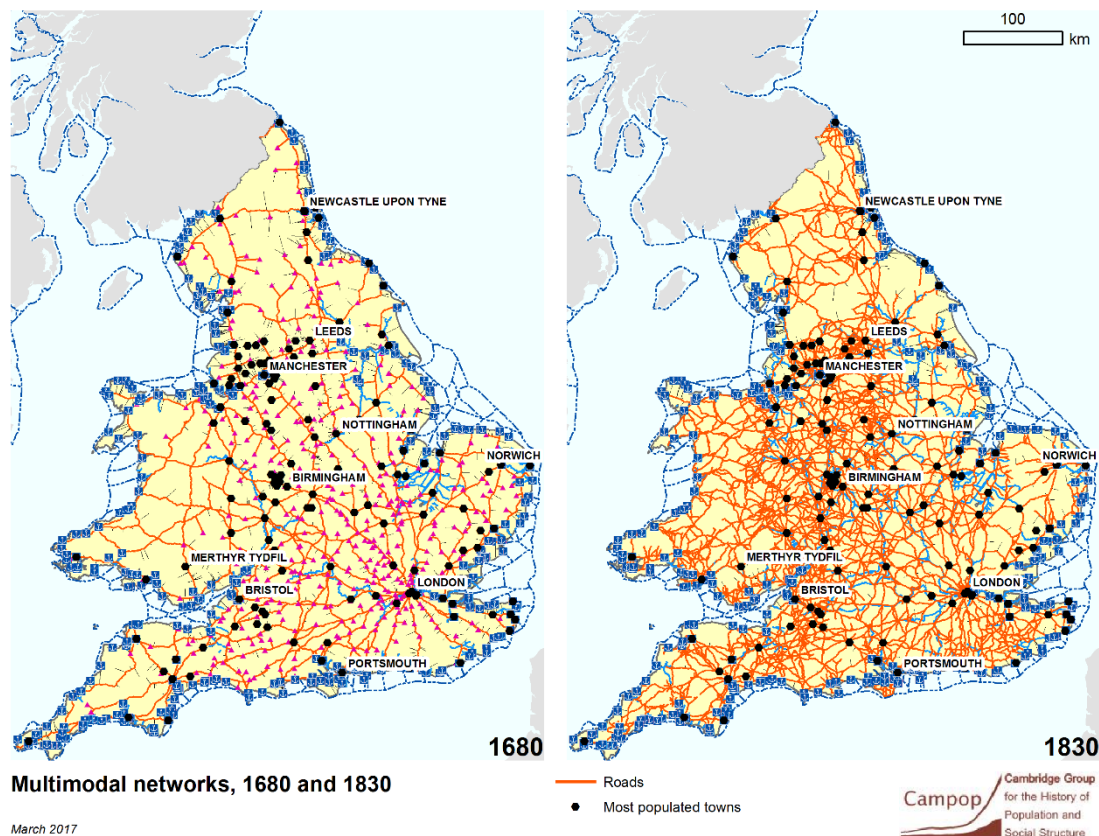 100
km
NEWCASTLE UPON TYNE
LEEDS
MANCHESTER
NOTTINGHAM
NORWICH
BIRMINGHAM
MERTHYR TYDFIL
LONDON
BRISTOL
PORTSMOUTH
1680
NEWCASTLE UPON TYNE
LEEDS
MANCHESTER
NOTTINGHAM
NORWICH
BIRMINGHAM
MERTHYR TYDFIL
LONDON
BRISTOL
PORTSMOUTH
1830
Multimodal networks, 1680 and 1830
March 2017
Roads
Most populated towns
Campop
Cambridge Group
for the History of
Population and
Social Structure